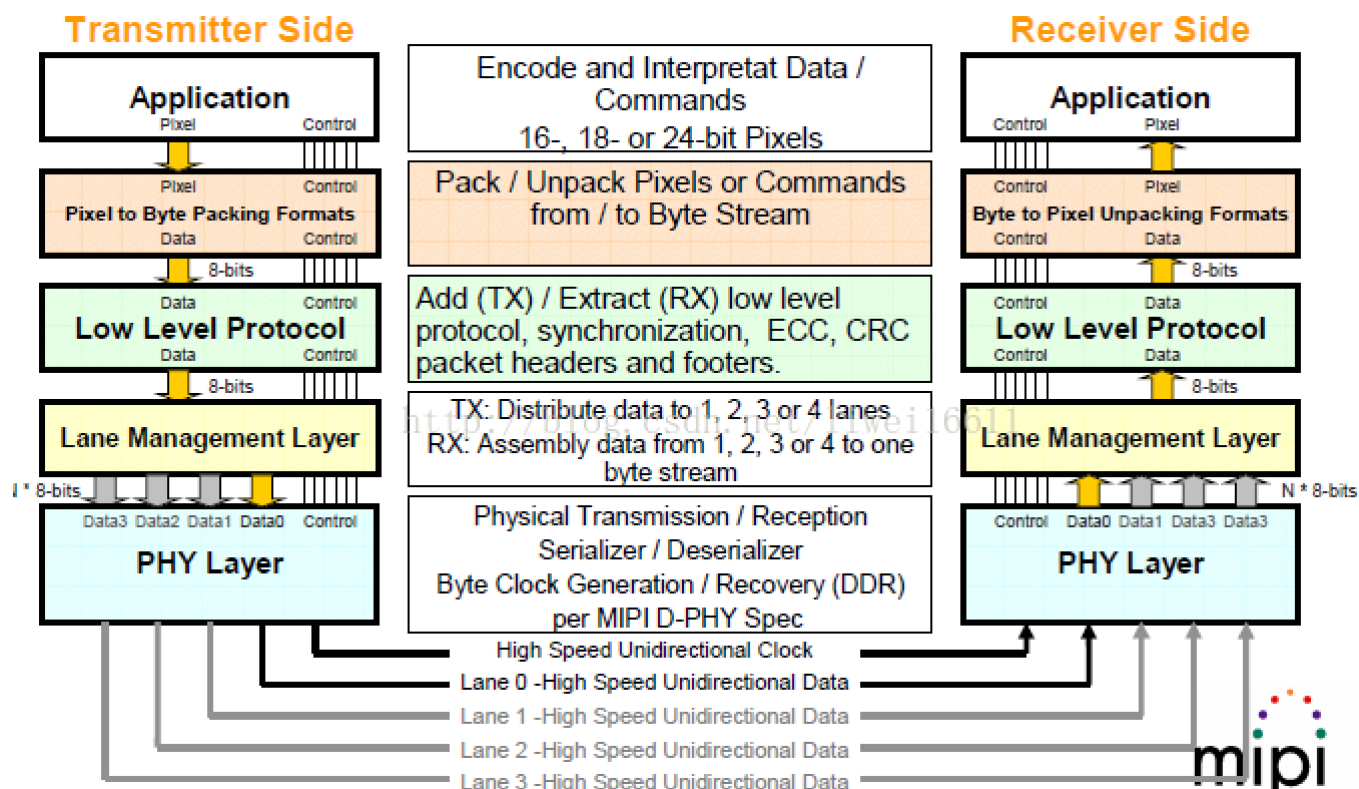 Transmitter Side
Receiver Side
Application
Pixel Control
Pixel Control
Pixel to Byte Packing Formats
Data Control
8-bits
Data Control
Low Level Protocol
Data Control
8-bits
Lane Management Layer
N * 8-bits
Data3 Data2 Data1 Data0 Control
PHY Layer
Encode and Interpretat Data /
Commands
16-, 18- or 24-bit Pixels
Pack / Unpack Pixels or Commands
from / to Byte Stream
Add (TX) / Extract (RX) low level
protocol, synchronization, ECC, CRC
packet headers and footers.
TX: Distribute data to 1, 2, 3 or 4 lanes
RX: Assembly data from 1, 2, 3 or 4 to one
byte stream
http://blog.csdn.net/liwei16611
Physical Transmission / Reception
Serializer / Deserializer
Byte Clock Generation / Recovery (DDR)
per MIPI D-PHY Spec
Application
Control Pixel
Control Pixel
Byte to Pixel Unpacking Formats
Control Data
8-bits
Control Data
Low Level Protocol
Control Data
8-bits
Lane Management Layer
N * 8-bits
Control Data0 Data1 Data3 Data3
PHY Layer
High Speed Unidirectional Clock
Lane 0 -High Speed Unidirectional Data
Lane 1 -High Speed Unidirectional Data
Lane 2 -High Speed Unidirectional Data
Lane 3 -High Speed Unidirectional Data
mipi